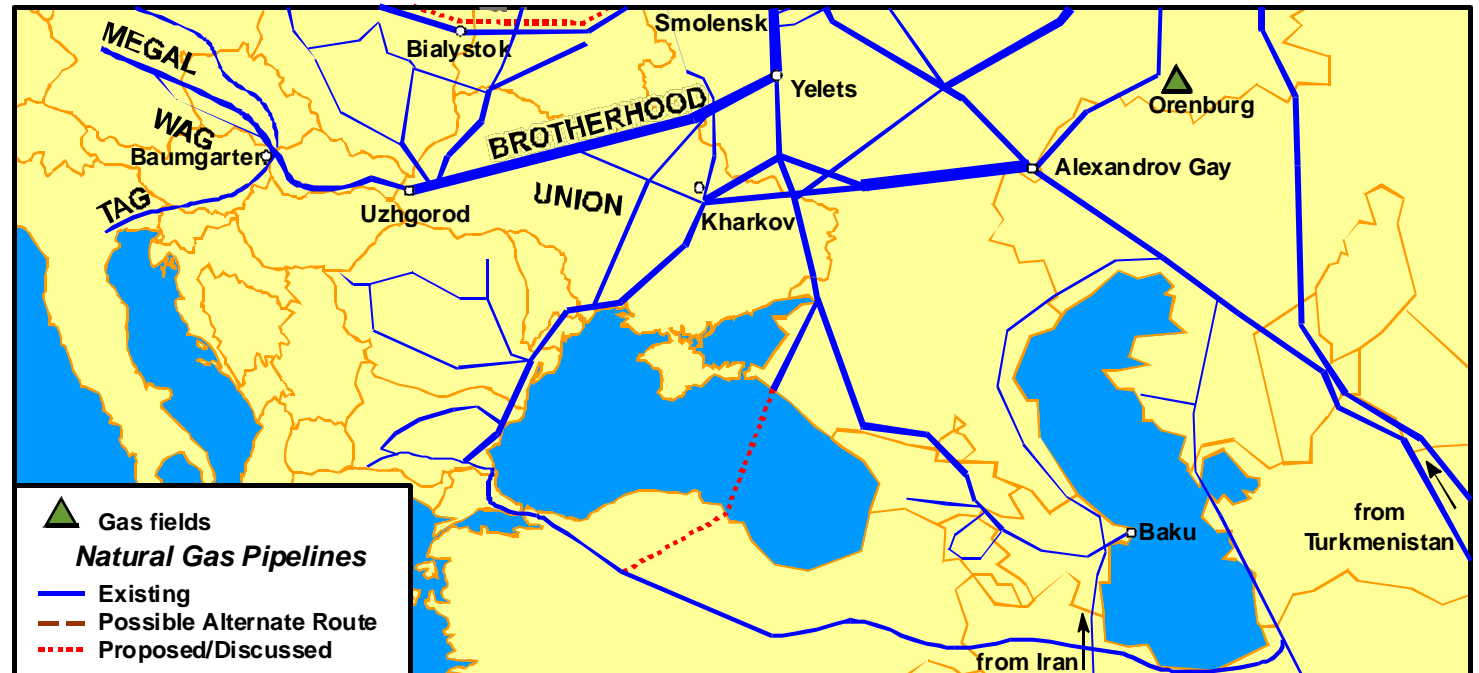 Smolensk
MEGAL
Bialystok
Yelets
Orenburg
BROTHERHOOD
WAG
Baumgarten
Alexandrov Gay
TAG
UNION
Uzhgorod
Kharkov
Gas fields
Natural Gas Pipelines
Existing
Possible Alternate Route
Proposed/Discussed
Baku
from
Turkmenistan
from Iran